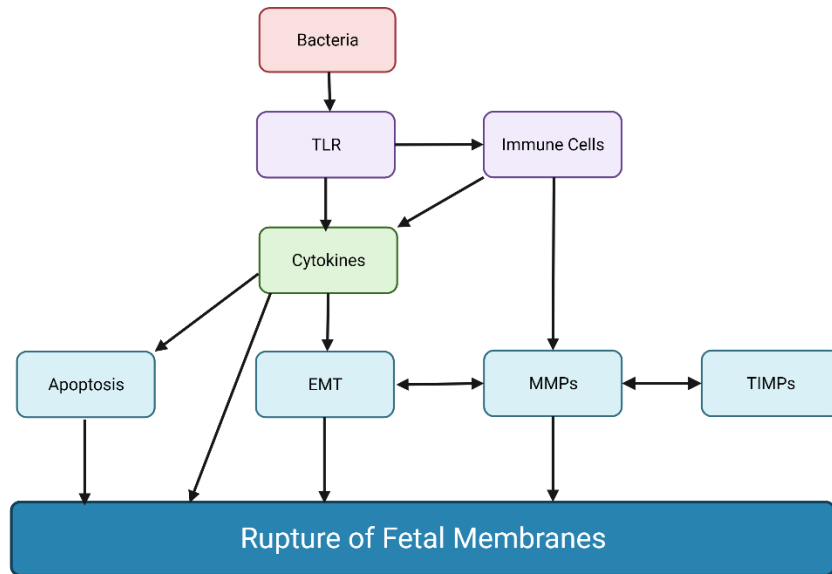 Bacteria
TLR
Immune Cells
Cytokines
Apoptosis
EMT
MMPs
TIMPs
Rupture of Fetal Membranes